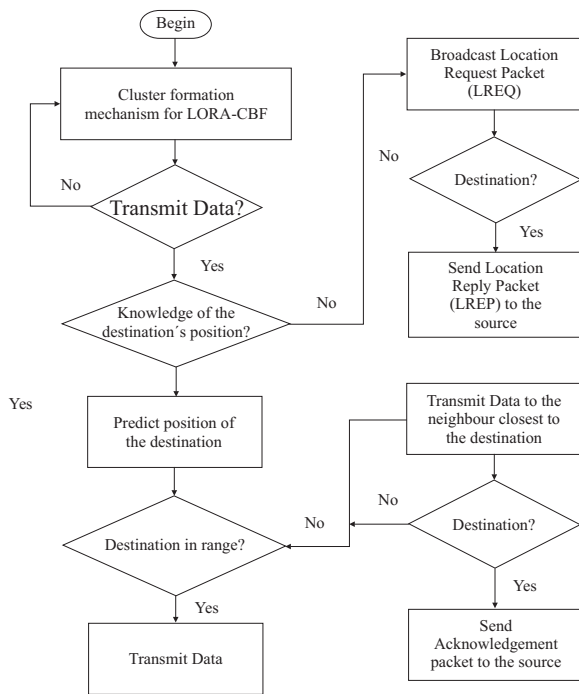 Begin
Cluster formation
mechanism for LORA-CBF
No
Transmit Data?
Yes
Knowledge of the
destination´s position?
No
Yes
Predict position of
the destination
Destination in range?
No
Yes
Transmit Data
Broadcast Location
Request Packet
(LREQ)
No
Destination?
Yes
Send Location
Reply Packet
(LREP) to the
source
Transmit Data to the
neighbour closest to
the destination
No
Destination?
Yes
Send
Acknowledgement
packet to the source